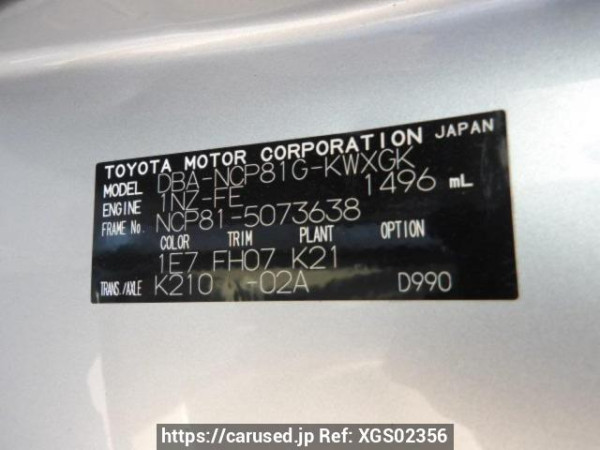 TOYOTA MOTOR CORPORATION JAPAN
MODEL DBA-NCP81G-KWXGK
ENGINE 1NZ-FE 1496 mL
FRAME No. NCP81-5073638
COLOR TRIM PLANT OPTION
1E7 FH07 K21
TRANS./AXLE K210 -02A D990
https://carused.jp Ref: XGS02356